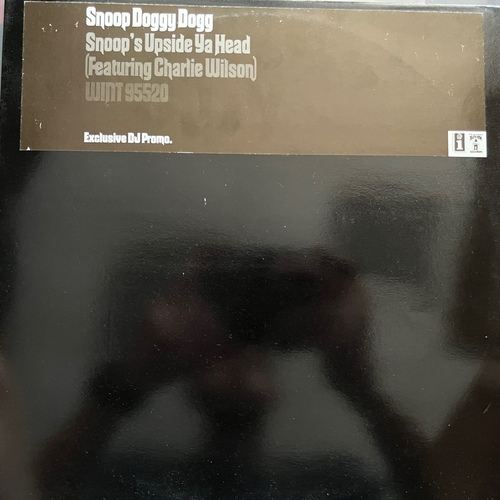 Snoop Doggy Dogg
Snoop's Upside Ya Head
(Featuring Charlie Wilson)
WINT 95520
Exclusive DJ Promo.